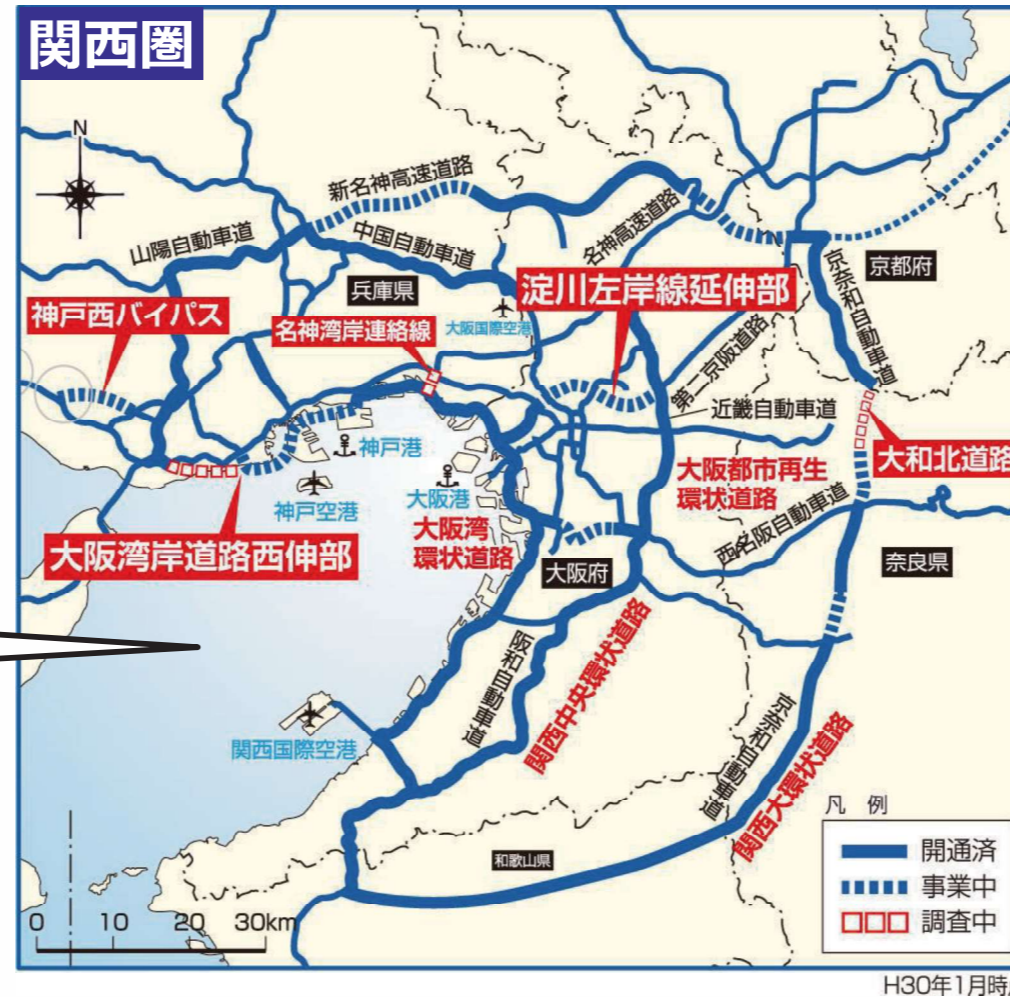 関西圏
N
新名神高速道路
名神高速道路
山陽自動車道
中国自動車道
京都府
京奈和自動車道
兵庫県
淀川左岸線延伸部
神戸西バイパス
名神湾岸連絡線
大阪国際空港
第二京阪道路
近畿自動車道
神戸港
大和北道路
大阪都市再生
環状道路
神戸空港
大阪港
大阪湾
環状道路
西名阪自動車道
大阪湾岸道路西伸部
大阪府
奈良県
阪和自動車道
関西中央環状道路
関西国際空港
京奈和自動車道
関西大環状道路
和歌山県
凡 例
開通済
事業中
調査中
0 10 20 30km
H30年1月時